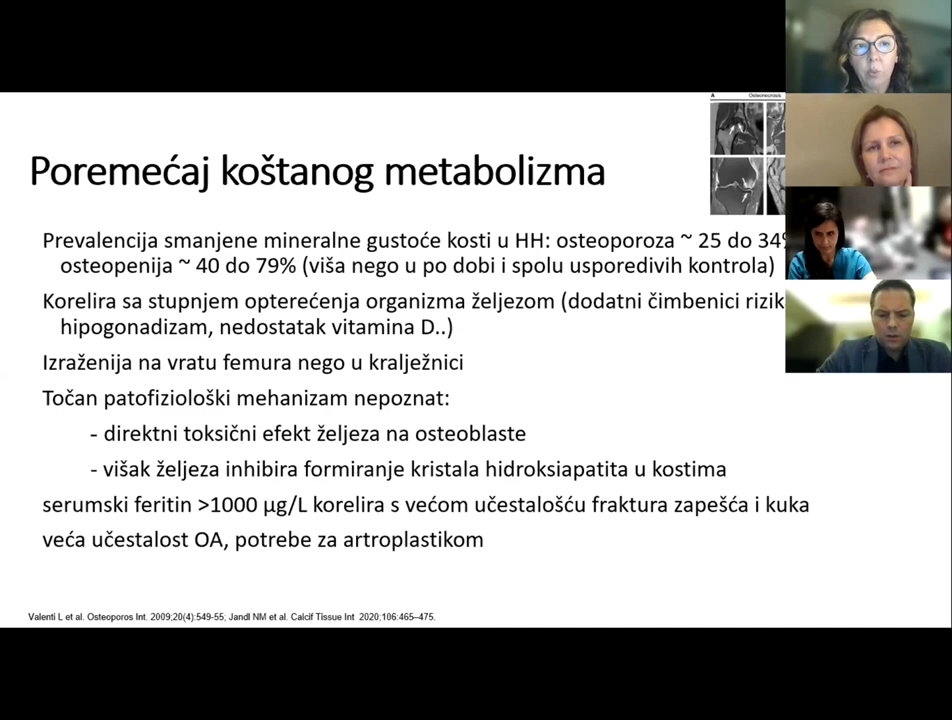 A Osteonecrosis
Poremećaj koštanog metabolizma
Prevalencija smanjene mineralne gustoće kosti u HH: osteoporoza ~ 25 do 34%
osteopenija ~ 40 do 79% (viša nego u po dobi i spolu usporedivih kontrola)
Korelira sa stupnjem opterećenja organizma željezom (dodatni čimbenici rizik
hipogonadizam, nedostatak vitamina D..)
Izraženija na vratu femura nego u kralježnici
Točan patofiziološki mehanizam nepoznat:
- direktni toksični efekt željeza na osteoblaste
- višak željeza inhibira formiranje kristala hidroksiapatita u kostima
serumski feritin >1000 µg/L korelira s većom učestalošću fraktura zapešća i kuka
veća učestalost OA, potrebe za artroplastikom
Valenti L et al. Osteoporos Int. 2009;20(4):549-55; Jandl NM et al. Calcif Tissue Int 2020;106:465–475.